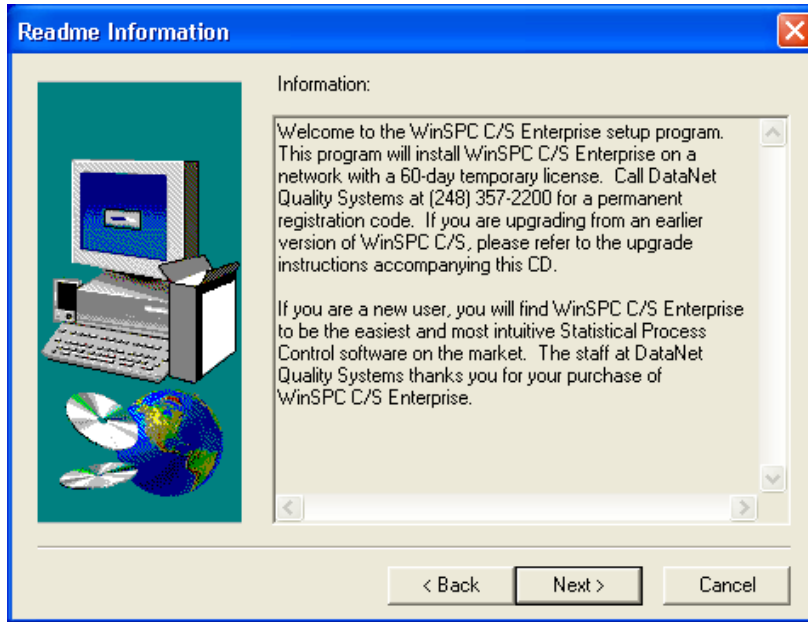 Readme Information
Information:
Welcome to the WinSPC C/S Enterprise setup program.
This program will install WinSPC C/S Enterprise on a
network with a 60-day temporary license.  Call DataNet
Quality Systems at (248) 357-2200 for a permanent
registration code.  If you are upgrading from an earlier
version of WinSPC C/S, please refer to the upgrade
instructions accompanying this CD.
If you are a new user, you will find WinSPC C/S Enterprise
to be the easiest and most intuitive Statistical Process
Control software on the market.  The staff at DataNet
Quality Systems thanks you for your purchase of
WinSPC C/S Enterprise.
< Back Next > Cancel